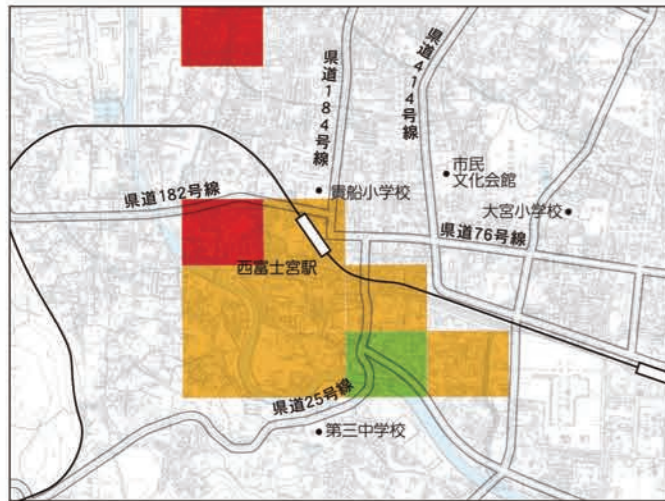 県道184号線
県道414号線
市民
文化会館
貴船小学校
大宮小学校
県道182号線
県道76号線
西富士宮駅
県道25号線
第三中学校